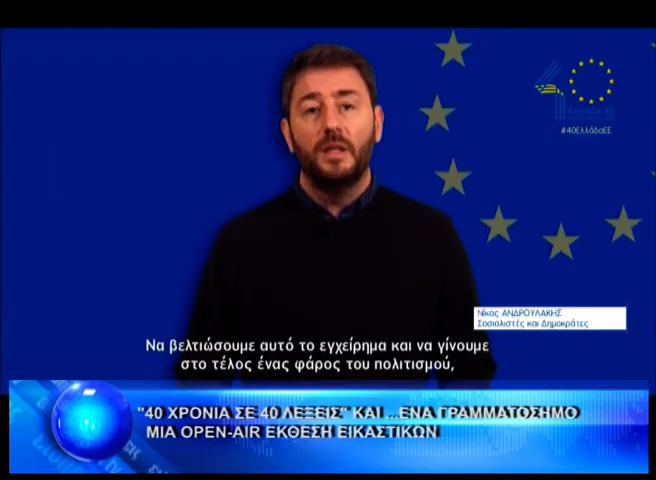 #40ΕλλάδαΕΕ
Νίκος ΑΝΔΡΟΥΛΑΚΗΣ
Σοσιαλιστές και Δημοκράτες
Να βελτιώσουμε αυτό το εγχείρημα και να γίνουμε
στο τέλος ένας φάρος του πολιτισμού,
"40 ΧΡΟΝΙΑ ΣΕ 40 ΛΕΞΕΙΣ" ΚΑΙ ...ΕΝΑ ΓΡΑΜΜΑΤΟΣΗΜΟ
ΜΙΑ OPEN-AIR ΕΚΘΕΣΗ ΕΙΚΑΣΤΙΚΩΝ